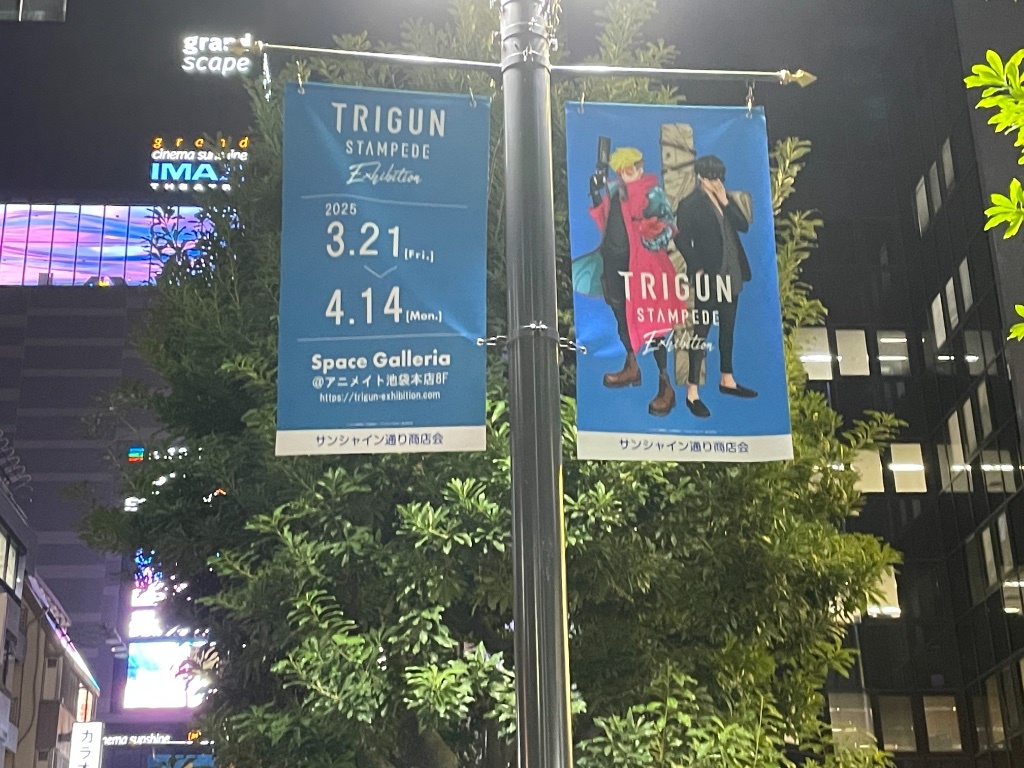 grand
scape
grand
cinema sunshine
IMAX
THEATRE
TRIGUN
STAMPEDE
Exhibition
2025
3.21 [Fri.]
4.14 [Mon.]
Space Galleria
@アニメイト池袋本店8F
https://trigun-exhibition.com
サンシャイン通り商店会
TRIGUN
STAMPEDE
Exhibition
サンシャイン通り商店会
cinema sunshine
カラオ